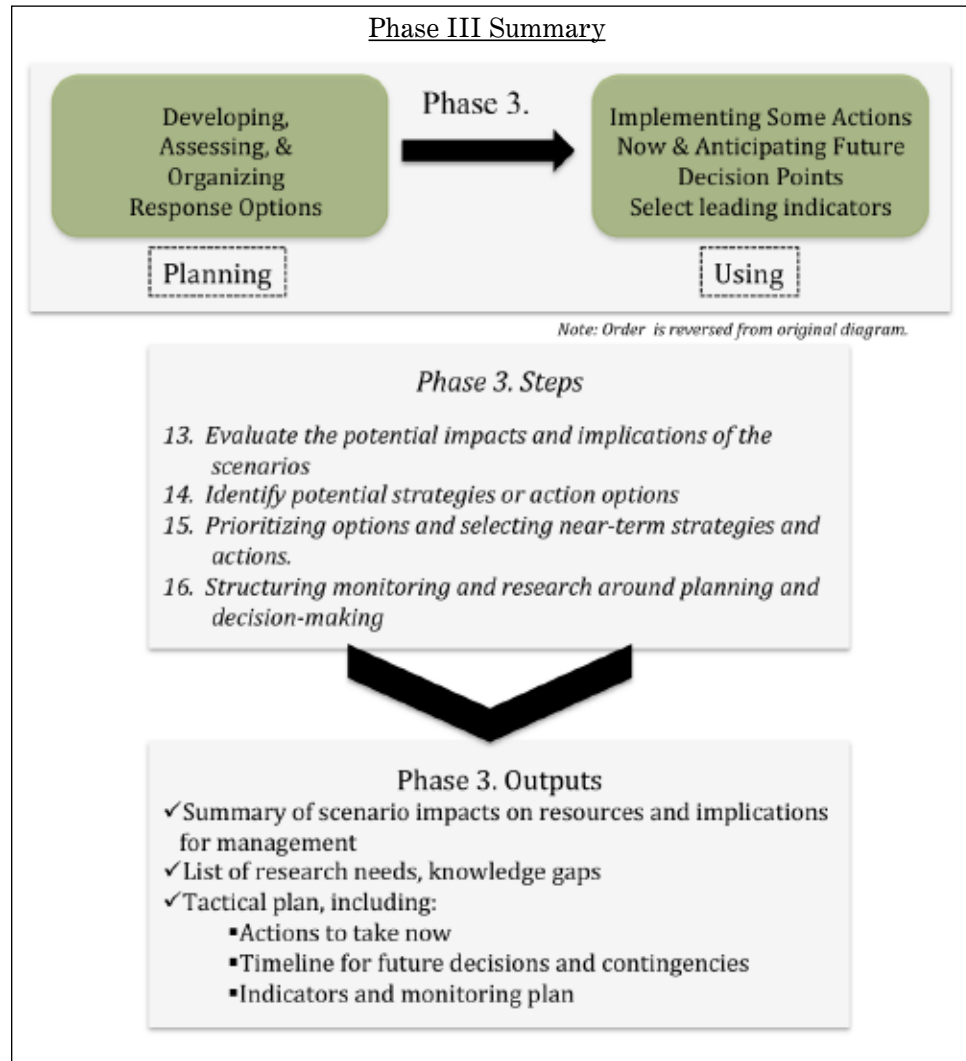 Phase III Summary
Developing,
Assessing, &
Organizing
Response Options
Phase 3.
Implementing Some Actions
Now & Anticipating Future
Decision Points
Select leading indicators
Planning
Using
Note: Order is reversed from original diagram.
Phase 3. Steps
13. Evaluate the potential impacts and implications of the
scenarios
14. Identify potential strategies or action options
15. Prioritizing options and selecting near-term strategies and
actions.
16. Structuring monitoring and research around planning and
decision-making
Phase 3. Outputs
✓Summary of scenario impacts on resources and implications
for management
✓List of research needs, knowledge gaps
✓Tactical plan, including:
▪Actions to take now
▪Timeline for future decisions and contingencies
▪Indicators and monitoring plan